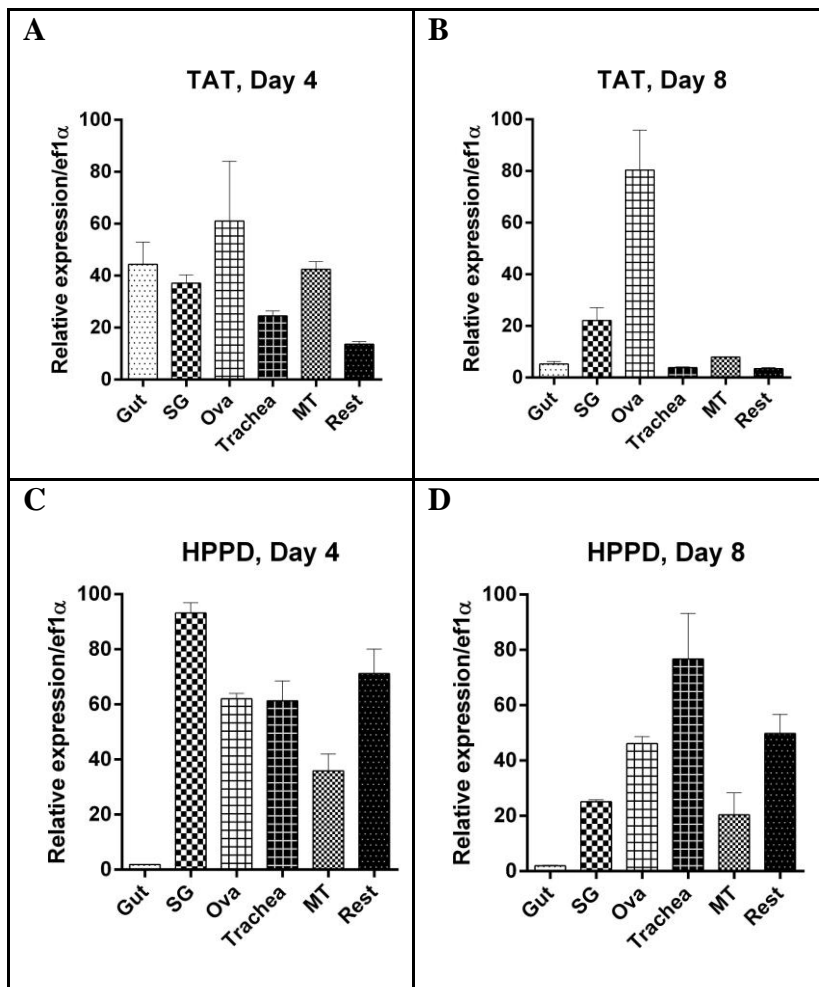 A
TAT, Day 4
Relative expression/ef1α
100
80
60
40
20
0
Gut
SG
Ova
Trachea
MT
Rest
B
TAT, Day 8
Relative expression/ef1α
100
80
60
40
20
0
Gut
SG
Ova
Trachea
MT
Rest
C
HPPD, Day 4
Relative expression/ef1α
100
80
60
40
20
0
Gut
SG
Ova
Trachea
MT
Rest
D
HPPD, Day 8
Relative expression/ef1α
100
80
60
40
20
0
Gut
SG
Ova
Trachea
MT
Rest